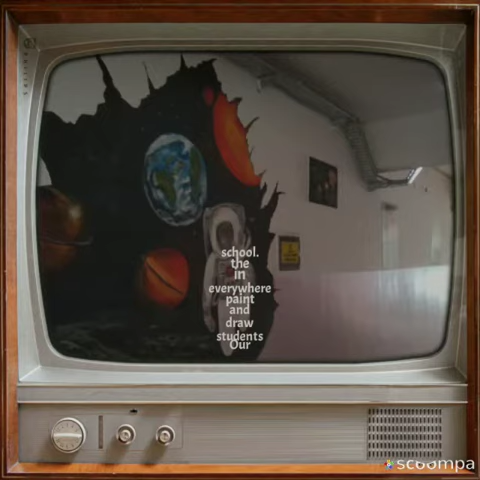 school.
the
in
everywhere
paint
and
draw
students
Our
scoompa